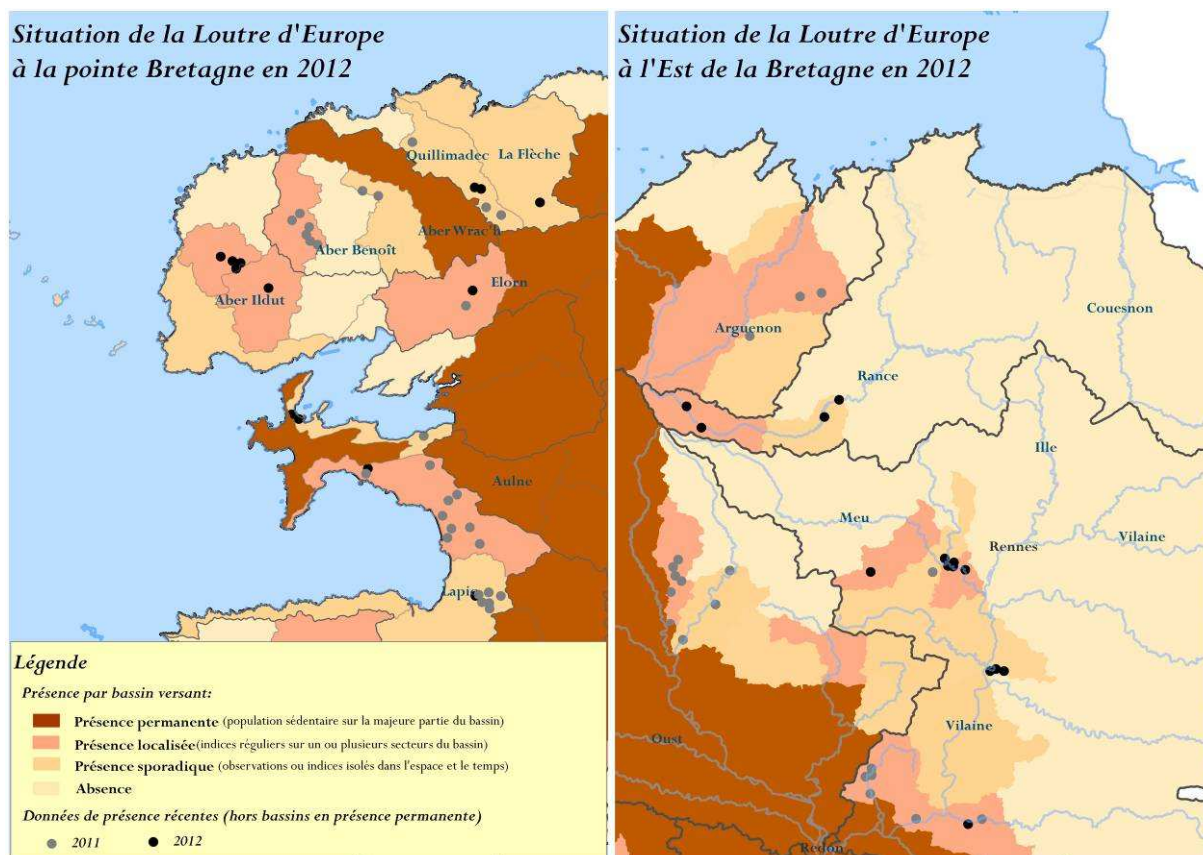 Situation de la Loutre d'Europe
à la pointe Bretagne en 2012
Quillimadec
La Flèche
Aber Wrac'h
Aber Benoît
Elorn
Aber Ildut
Aulne
Lapic
Légende
Présence par bassin versant:
Présence permanente (population sédentaire sur la majeure partie du bassin)
Présence localisée(indices réguliers sur un ou plusieurs secteurs du bassin)
Présence sporadique (observations ou indices isolés dans l'espace et le temps)
Absence
Données de présence récentes (hors bassins en présence permanente)
2011
2012
Situation de la Loutre d'Europe
à l'Est de la Bretagne en 2012
Couesnon
Arguenon
Rance
Ille
Meu
Vilaine
Rennes
Vilaine
Oust
Redon